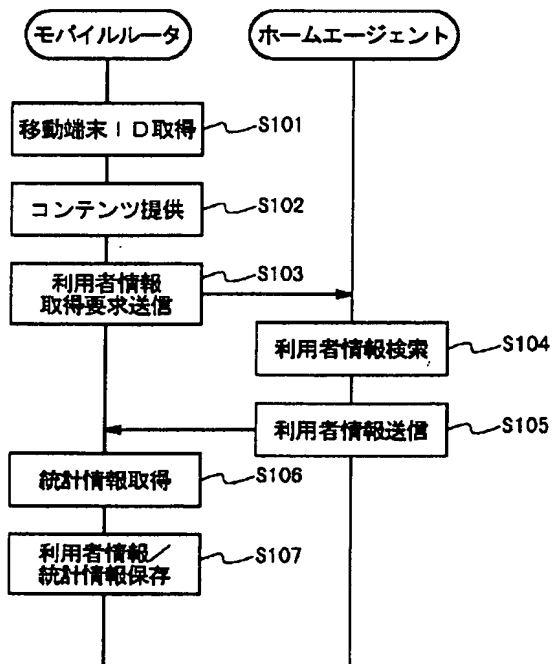 モバイルルータ
ホームエージェント
移動端末ID取得
S101
コンテンツ提供
S102
利用者情報
取得要求送信
S103
利用者情報検索
S104
利用者情報送信
S105
統計情報取得
S106
利用者情報/
統計情報保存
S107